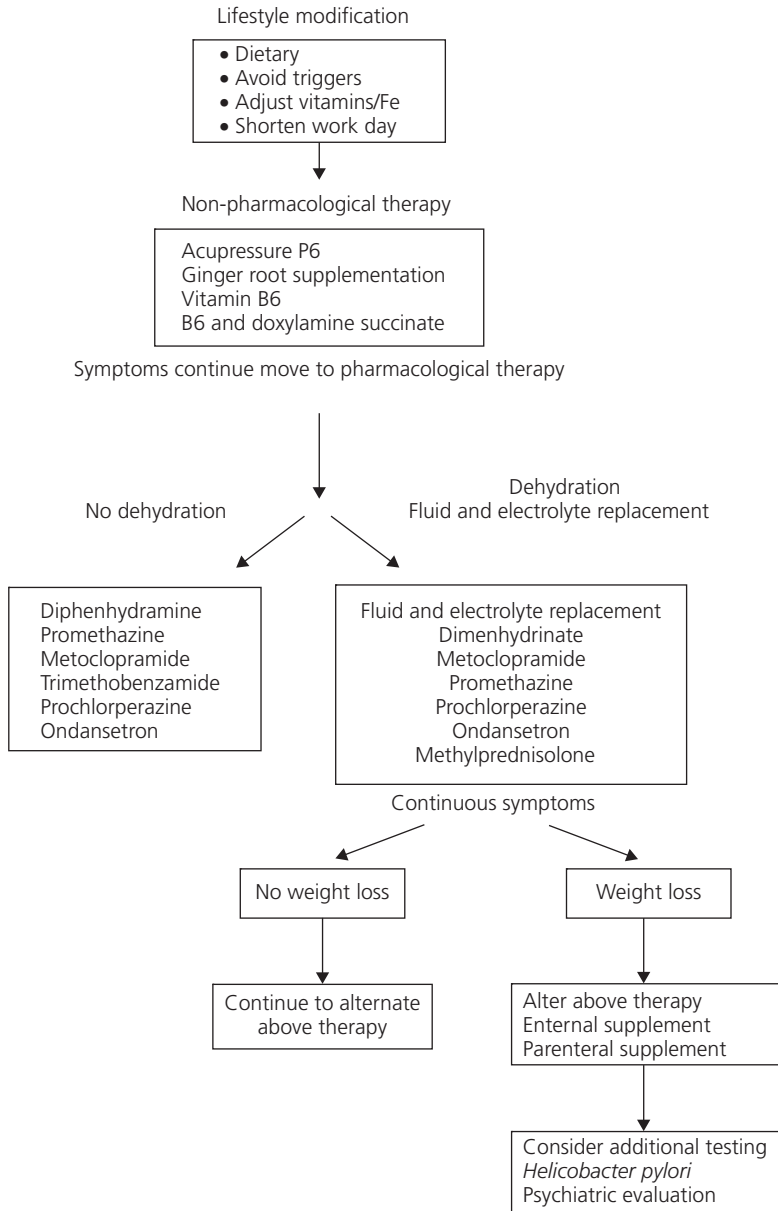 Lifestyle modification
• Dietary
• Avoid triggers
• Adjust vitamins/Fe
• Shorten work day
Non-pharmacological therapy
Acupressure P6
Ginger root supplementation
Vitamin B6
B6 and doxylamine succinate
Symptoms continue move to pharmacological therapy
No dehydration
Dehydration
Fluid and electrolyte replacement
Diphenhydramine
Promethazine
Metoclopramide
Trimethobenzamide
Prochlorperazine
Ondansetron
Fluid and electrolyte replacement
Dimenhydrinate
Metoclopramide
Promethazine
Prochlorperazine
Ondansetron
Methylprednisolone
Continuous symptoms
No weight loss
Weight loss
Continue to alternate
above therapy
Alter above therapy
Enternal supplement
Parenteral supplement
Consider additional testing
Helicobacter pylori
Psychiatric evaluation